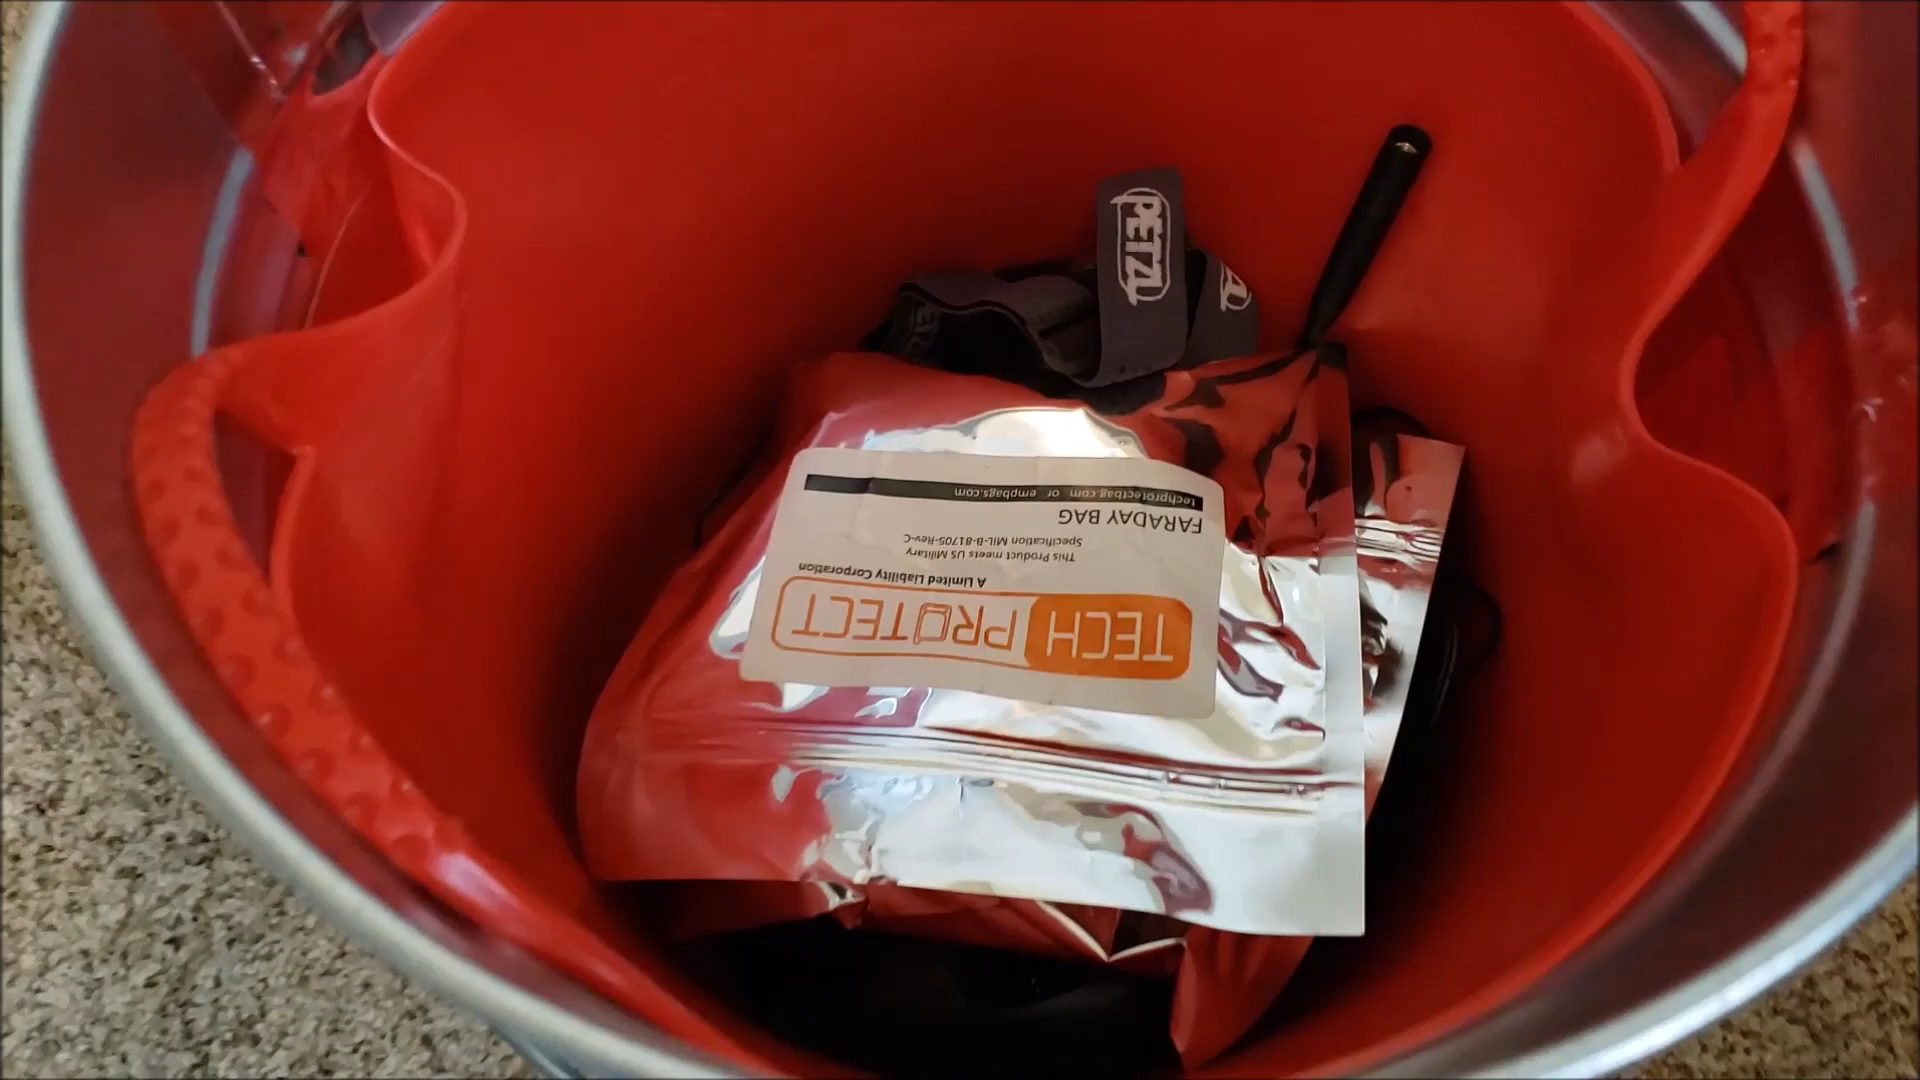 PETZL
TECH PROTECT
A Limited Liability Corporation
This Product meets US Military
Specification MIL-B-81705-Rev-C
FARADAY BAG
techprotectbag.com or empbags.com